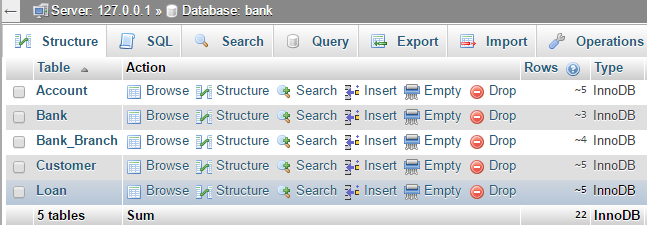 ← Server: 127.0.0.1 » Database: bank
Structure SQL Search Query Export Import Operations
Table Action Rows Type
Account Browse Structure Search Insert Empty Drop ~5 InnoDB
Bank Browse Structure Search Insert Empty Drop ~3 InnoDB
Bank_Branch Browse Structure Search Insert Empty Drop ~4 InnoDB
Customer Browse Structure Search Insert Empty Drop ~5 InnoDB
Loan Browse Structure Search Insert Empty Drop ~5 InnoDB
5 tables Sum 22 InnoDB